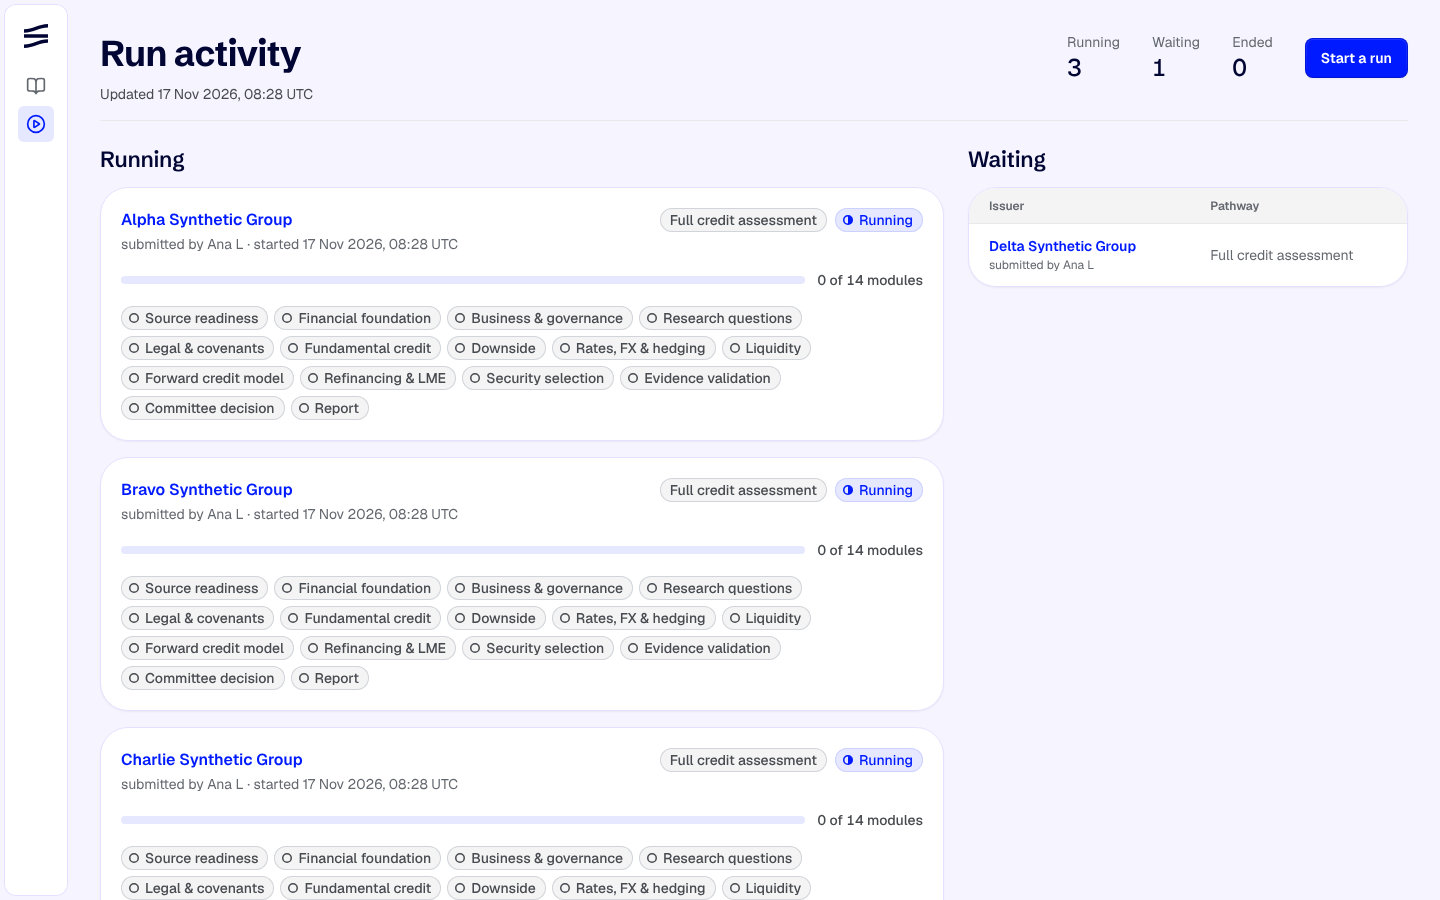 Run activity
Updated 17 Nov 2026, 08:28 UTC
Running
3
Waiting
1
Ended
0
Start a run
Running
Alpha Synthetic Group
Full credit assessment
Running
submitted by Ana L · started 17 Nov 2026, 08:28 UTC
0 of 14 modules
Source readiness
Financial foundation
Business & governance
Research questions
Legal & covenants
Fundamental credit
Downside
Rates, FX & hedging
Liquidity
Forward credit model
Refinancing & LME
Security selection
Evidence validation
Committee decision
Report
Bravo Synthetic Group
Full credit assessment
Running
submitted by Ana L · started 17 Nov 2026, 08:28 UTC
0 of 14 modules
Source readiness
Financial foundation
Business & governance
Research questions
Legal & covenants
Fundamental credit
Downside
Rates, FX & hedging
Liquidity
Forward credit model
Refinancing & LME
Security selection
Evidence validation
Committee decision
Report
Charlie Synthetic Group
Full credit assessment
Running
submitted by Ana L · started 17 Nov 2026, 08:28 UTC
0 of 14 modules
Source readiness
Financial foundation
Business & governance
Research questions
Legal & covenants
Fundamental credit
Downside
Rates, FX & hedging
Liquidity
Waiting
Issuer
Pathway
Delta Synthetic Group
submitted by Ana L
Full credit assessment